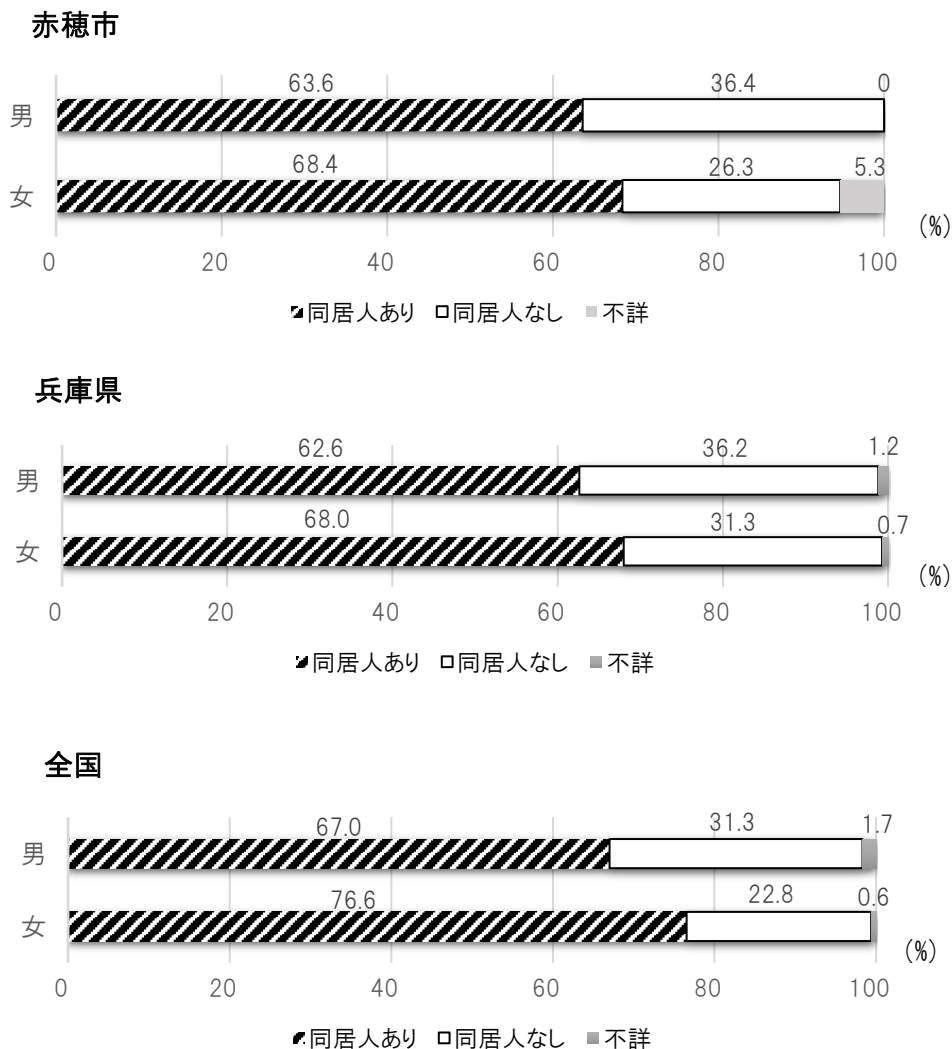 赤穂市
63.6 36.4 0
男
68.4 26.3 5.3
女
(%)
0 20 40 60 80 100
同居人あり 同居人なし 不詳
兵庫県
62.6 36.2 1.2
男
68.0 31.3 0.7
女
(%)
0 20 40 60 80 100
同居人あり 同居人なし 不詳
全国
67.0 31.3 1.7
男
76.6 22.8 0.6
女
(%)
0 20 40 60 80 100
同居人あり 同居人なし 不詳